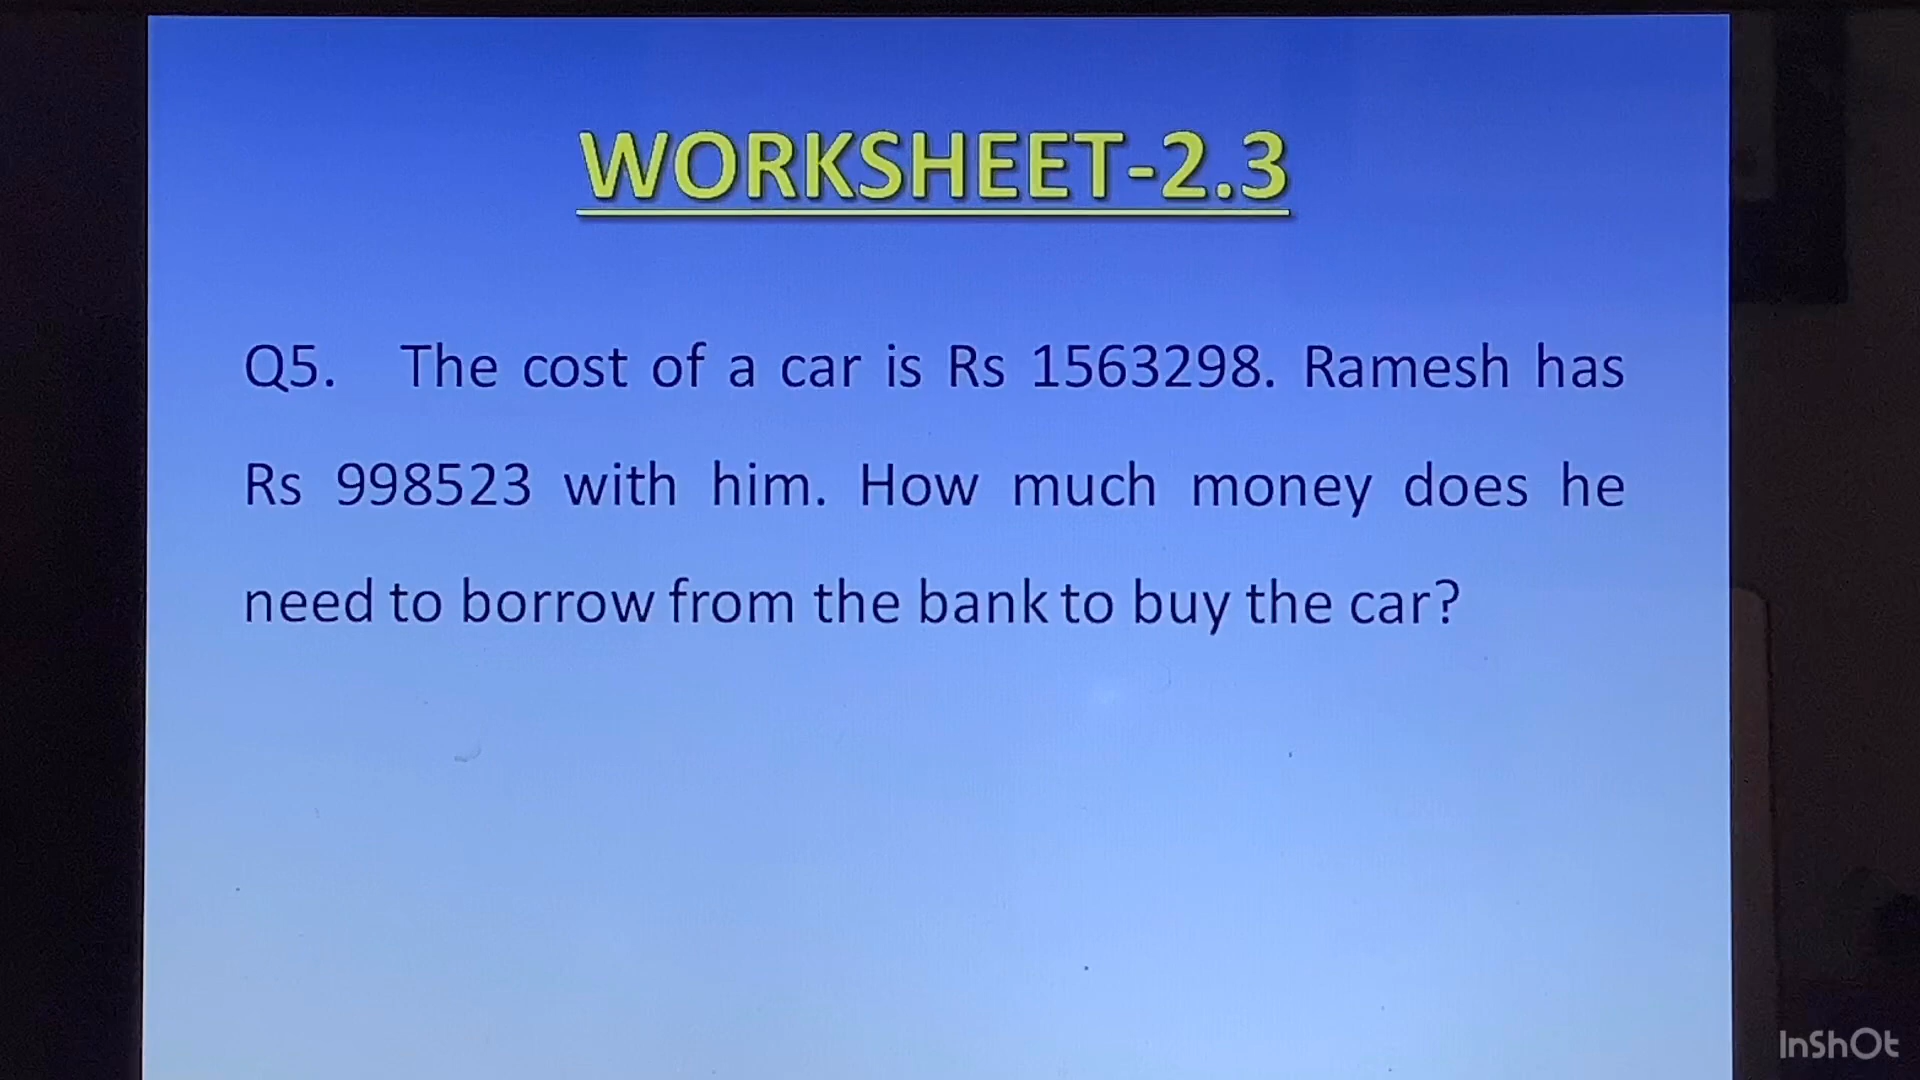 WORKSHEET-2.3
Q5. The cost of a car is Rs 1563298. Ramesh has
Rs 998523 with him. How much money does he
need to borrow from the bank to buy the car?
InShOt